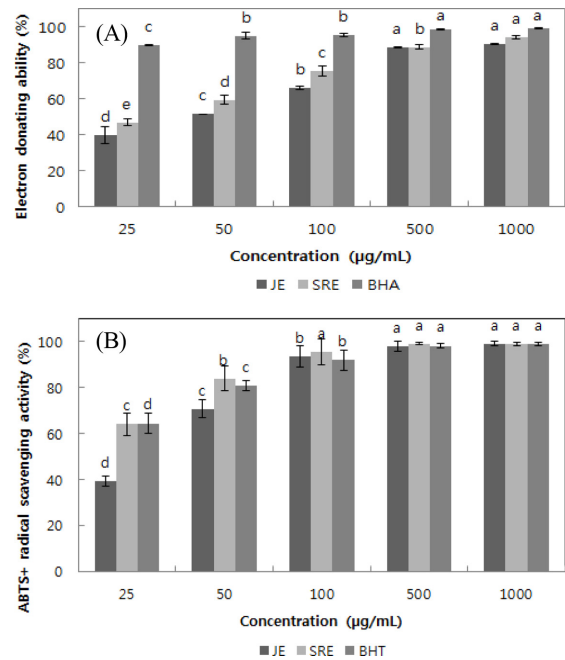 (A)
Electron donating ability (%)
100
80
60
40
20
0
d e c
c d b
b c b
a b a
a a a
25 50 100 500 1000
Concentration (μg/mL)
JE SRE BHA
(B)
ABTS+ radical scavenging activity (%)
100
80
60
40
20
0
d c d
c b c
b a b
a a a
a a a
25 50 100 500 1000
Concentration (μg/mL)
JE SRE BHT